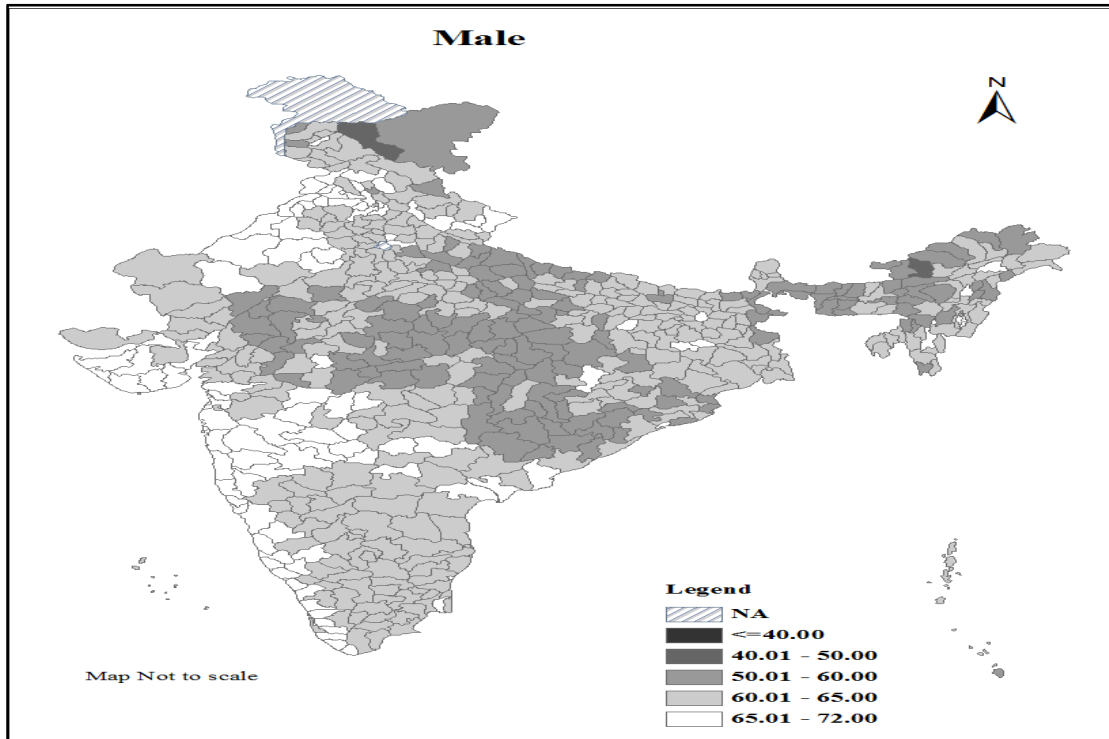 Male
N
Legend
NA
<=40.00
40.01 - 50.00
50.01 - 60.00
60.01 - 65.00
65.01 - 72.00
Map Not to scale